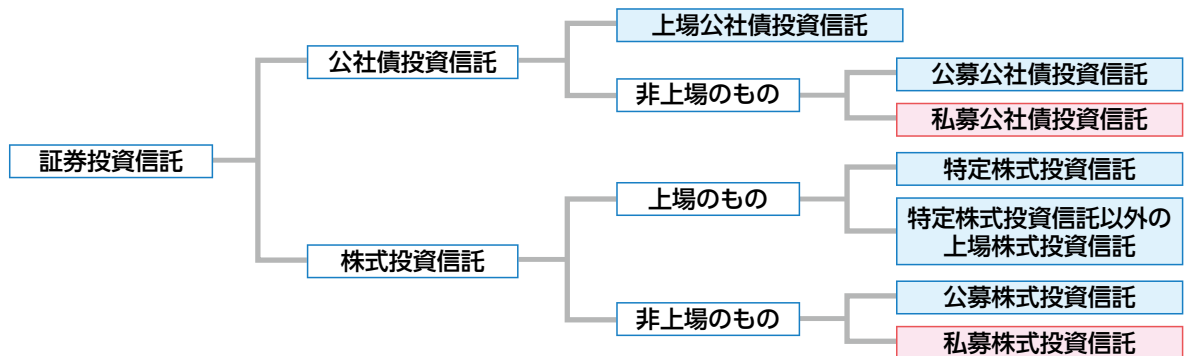 証券投資信託
公社債投資信託
上場公社債投資信託
非上場のもの
公募公社債投資信託
私募公社債投資信託
株式投資信託
上場のもの
特定株式投資信託
特定株式投資信託以外の
上場株式投資信託
非上場のもの
公募株式投資信託
私募株式投資信託